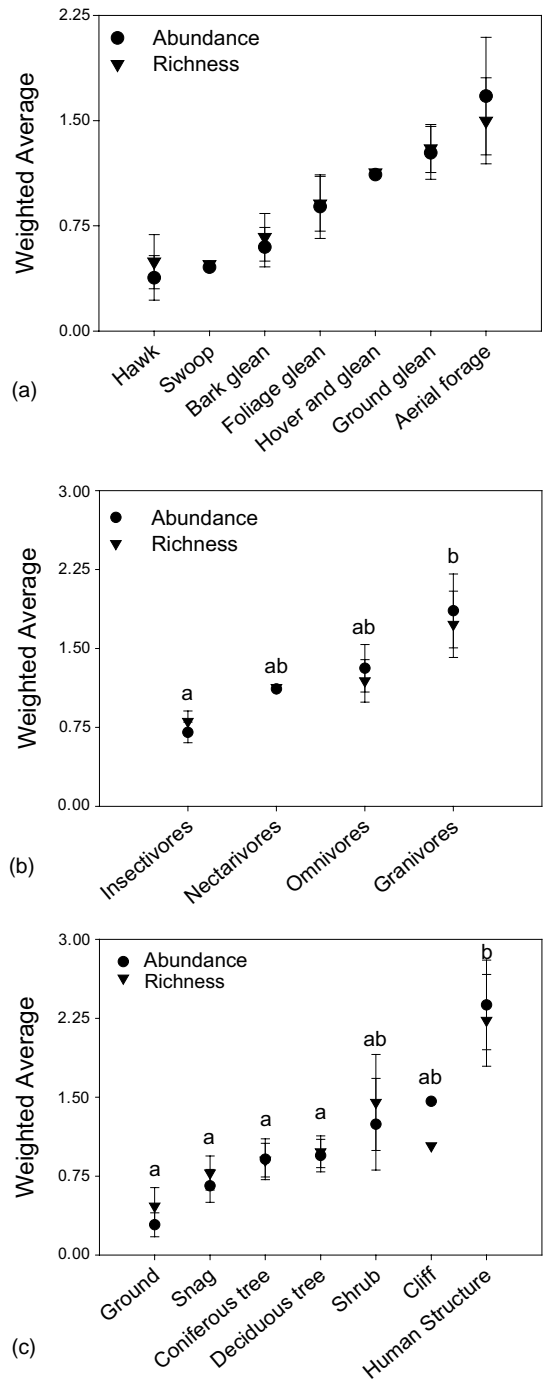 2.25
Abundance
Richness
1.50
0.75
0.00
Weighted Average
Hawk
Swoop
Bark glean
Foliage glean
Hover and glean
Ground glean
Aerial forage
(a)
3.00
Abundance
Richness
2.25
1.50
0.75
0.00
Weighted Average
a
ab
ab
b
Insectivores
Nectarivores
Omnivores
Granivores
(b)
3.00
Abundance
Richness
2.25
1.50
0.75
0.00
Weighted Average
a
a
a
a
ab
ab
b
Ground
Snag
Coniferous tree
Deciduous tree
Shrub
Cliff
Human Structure
(c)